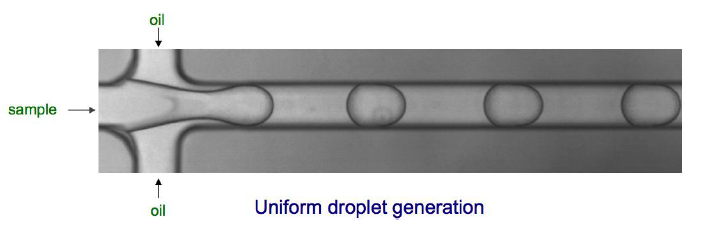 oil
sample
oil
Uniform droplet generation